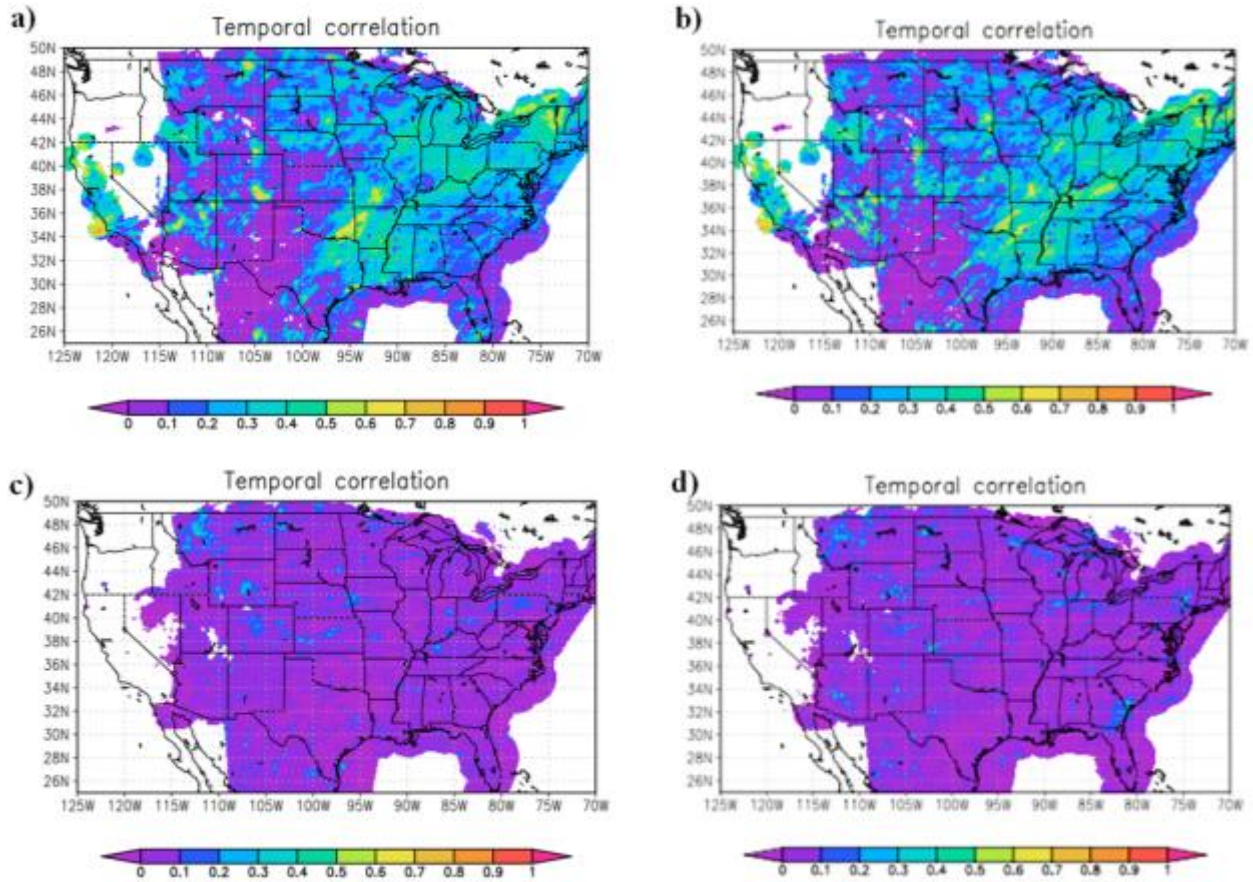 a)
Temporal correlation
50N
48N
46N
44N
42N
40N
38N
36N
34N
32N
30N
28N
26N
125W 120W 115W 110W 105W 100W 95W 90W 85W 80W 75W 70W
0 0.1 0.2 0.3 0.4 0.5 0.6 0.7 0.8 0.9 1
b)
Temporal correlation
50N
48N
46N
44N
42N
40N
38N
36N
34N
32N
30N
28N
26N
125W 120W 115W 110W 105W 100W 95W 90W 85W 80W 75W 70W
0 0.1 0.2 0.3 0.4 0.5 0.6 0.7 0.8 0.9 1
c)
Temporal correlation
50N
48N
46N
44N
42N
40N
38N
36N
34N
32N
30N
28N
26N
125W 120W 115W 110W 105W 100W 95W 90W 85W 80W 75W 70W
0 0.1 0.2 0.3 0.4 0.5 0.6 0.7 0.8 0.9 1
d)
Temporal correlation
50N
48N
46N
44N
42N
40N
38N
36N
34N
32N
30N
28N
26N
125W 120W 115W 110W 105W 100W 95W 90W 85W 80W 75W 70W
0 0.1 0.2 0.3 0.4 0.5 0.6 0.7 0.8 0.9 1